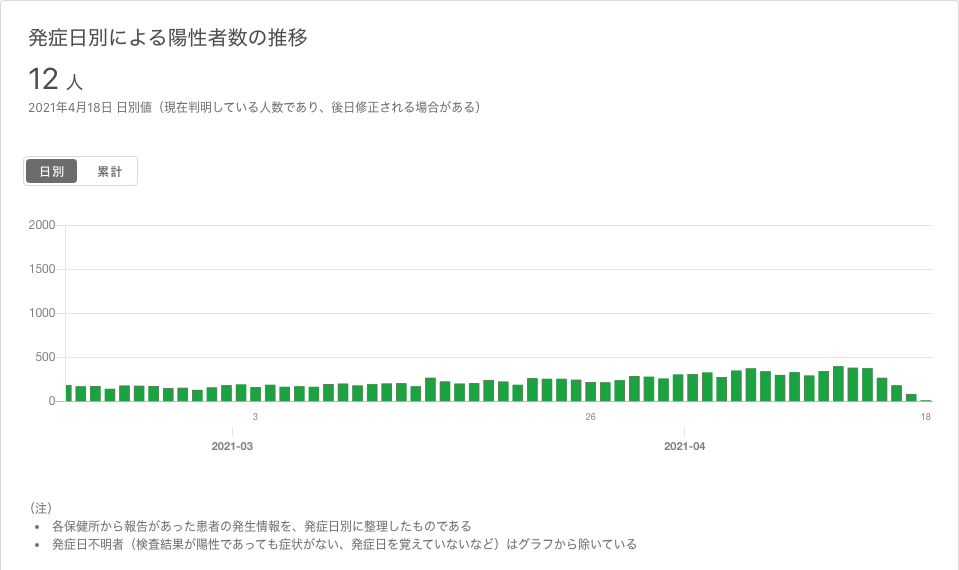 発症日別による陽性者数の推移
12 人
2021年4月18日 日別値（現在判明している人数であり、後日修正される場合がある）
日別 累計
2000
1500
1000
500
0
3 26 18
2021-03 2021-04
（注）
• 各保健所から報告があった患者の発生情報を、発症日別に整理したものである
• 発症日不明者（検査結果が陽性であっても症状がない、発症日を覚えていないなど）はグラフから除いている